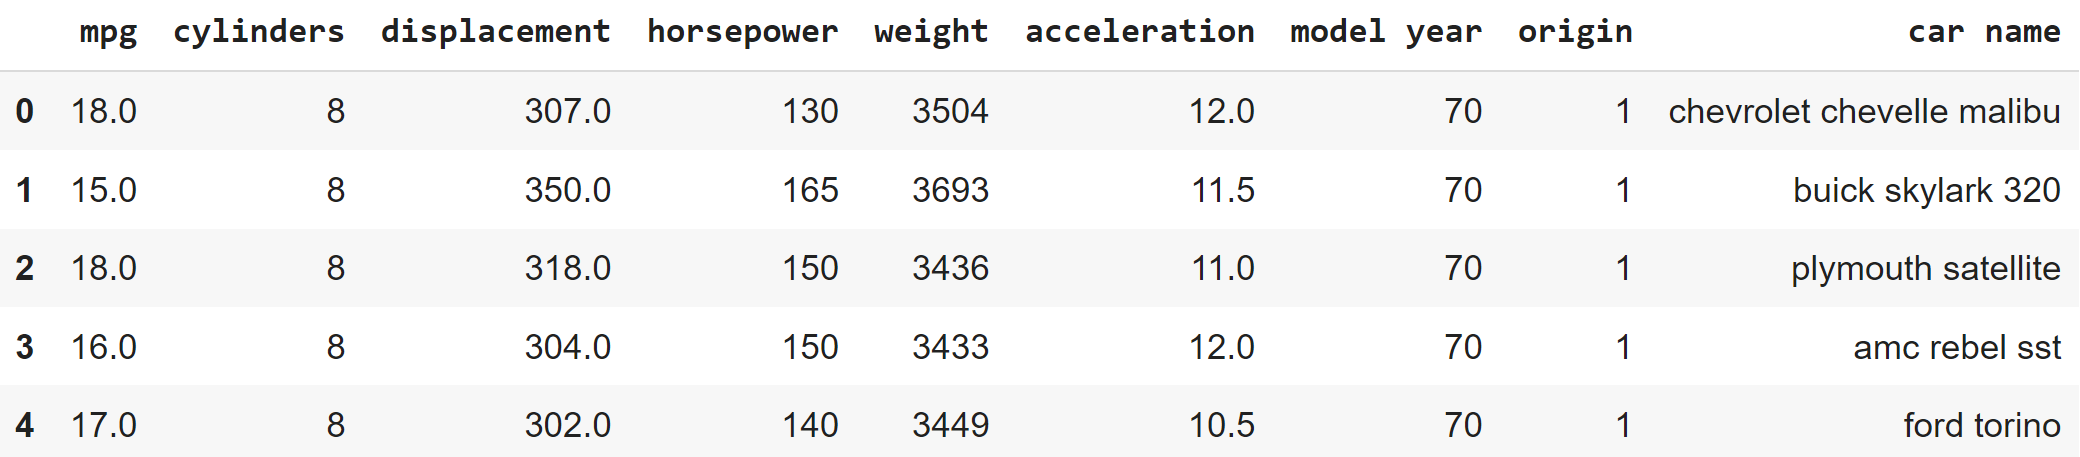 mpg cylinders displacement horsepower weight acceleration model year origin car name
0 18.0 8 307.0 130 3504 12.0 70 1 chevrolet chevelle malibu
1 15.0 8 350.0 165 3693 11.5 70 1 buick skylark 320
2 18.0 8 318.0 150 3436 11.0 70 1 plymouth satellite
3 16.0 8 304.0 150 3433 12.0 70 1 amc rebel sst
4 17.0 8 302.0 140 3449 10.5 70 1 ford torino